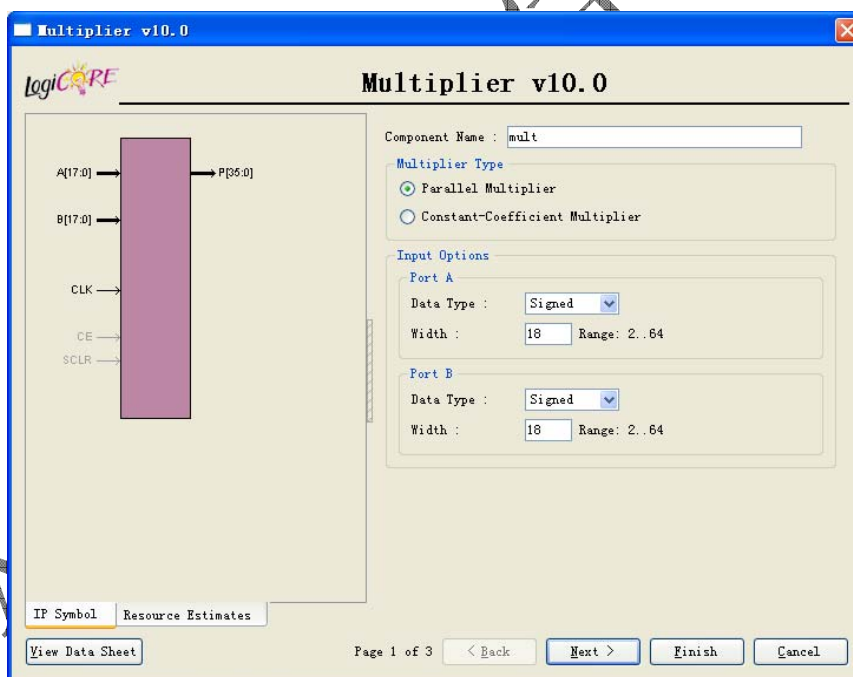 Multiplier v10.0
LogiCORE
Multiplier v10.0
A[17:0]
P[35:0]
B[17:0]
CLK
CE
SCLR
Component Name : mult
Multiplier Type
Parallel Multiplier
Constant-Coefficient Multiplier
Input Options
Port A
Data Type : Signed
Width : 18 Range: 2..64
Port B
Data Type : Signed
Width : 18 Range: 2..64
IP Symbol
Resource Estimates
View Data Sheet
Page 1 of 3
< Back
Next >
Finish
Cancel